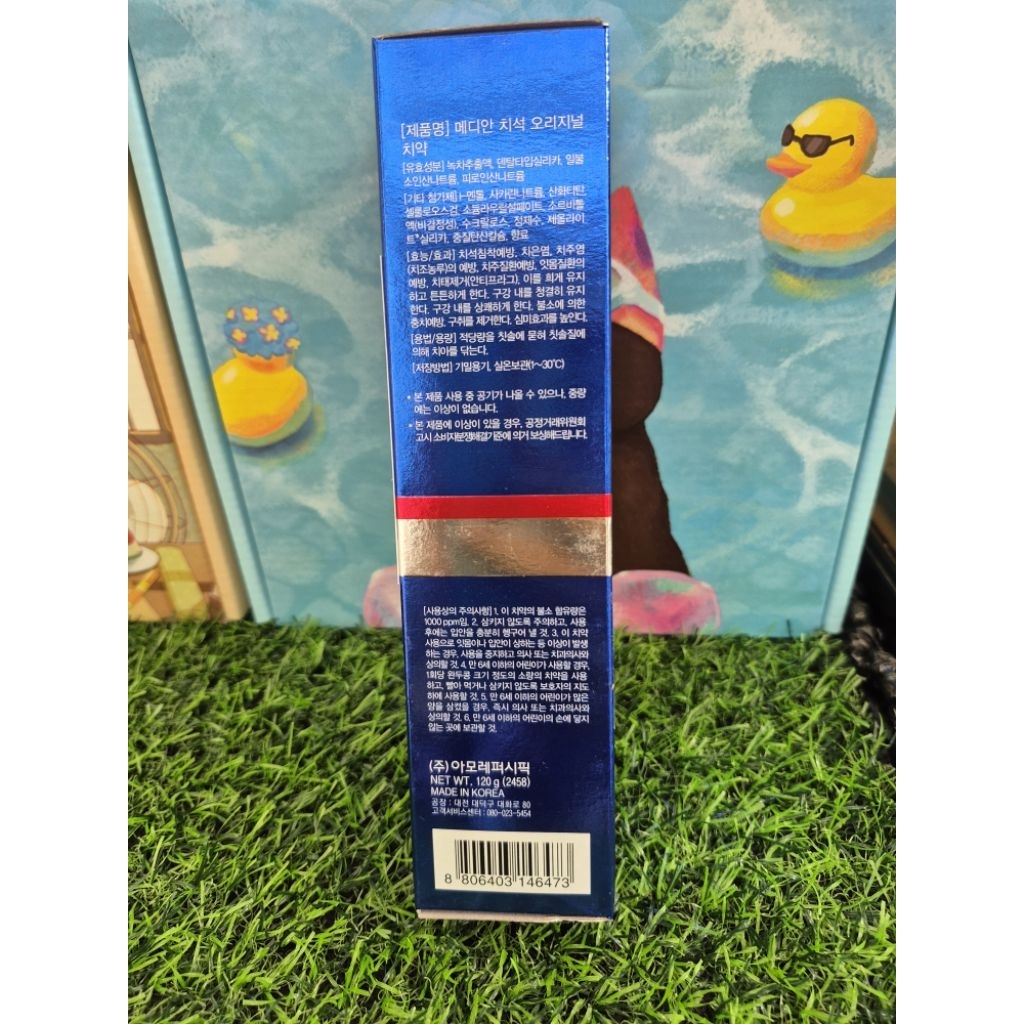 [제품명] 메디안 치석 오리지널
치약
[유효성분] 녹차추출액, 덴탈타입실리카, 일불
소인산나트륨, 피로인산나트륨
[기타 첨가제] l-멘톨, 사카린나트륨, 산화티탄,
셀룰로오스검, 소듐라우릴설페이트, 소르비톨
액(비결정성), 수크랄로스, 정제수, 제올라이
트*실리카, 중질탄산칼슘, 향료
[효능/효과] 치석침착예방, 치은염, 치주염
(치조농루)의 예방, 치주질환예방, 잇몸질환의
예방, 치태제거(안티프라그), 이를 희게 유지
하고 튼튼하게 한다. 구강 내를 청결히 유지
한다. 구강 내를 상쾌하게 한다. 불소에 의한
충치예방, 구취를 제거한다. 심미효과를 높인다.
[용법/용량] 적당량을 칫솔에 묻혀 칫솔질에
의해 치아를 닦는다.
[저장방법] 기밀용기, 실온보관(1~30℃)
• 본 제품 사용 중 공기가 나올 수 있으나, 중량
에는 이상이 없습니다.
• 본 제품에 이상이 있을 경우, 공정거래위원회
고시 소비자분쟁해결기준에 의거 보상해드립니다.
[사용상의 주의사항] 1. 이 치약의 불소 함유량은
1000 ppm임. 2. 삼키지 않도록 주의하고, 사용
후에는 입안을 충분히 헹구어 낼 것. 3. 이 치약
사용으로 잇몸이나 입안이 상하는 등 이상이 발생
하는 경우, 사용을 중지하고 의사 또는 치과의사와
상의할 것. 4. 만 6세 이하의 어린이가 사용할 경우,
1회당 완두콩 크기 정도의 소량의 치약을 사용
하고, 빨아 먹거나 삼키지 않도록 보호자의 지도
하에 사용할 것. 5. 만 6세 이하의 어린이가 많은
양을 삼켰을 경우, 즉시 의사 또는 치과의사와
상의할 것. 6. 만 6세 이하의 어린이의 손에 닿지
않는 곳에 보관할 것.
(주)아모레퍼시픽
NET WT. 120 g (2458)
MADE IN KOREA
공장 : 대전 대덕구 대화로 80
고객서비스센터 : 080-023-5454
8 806403 146473